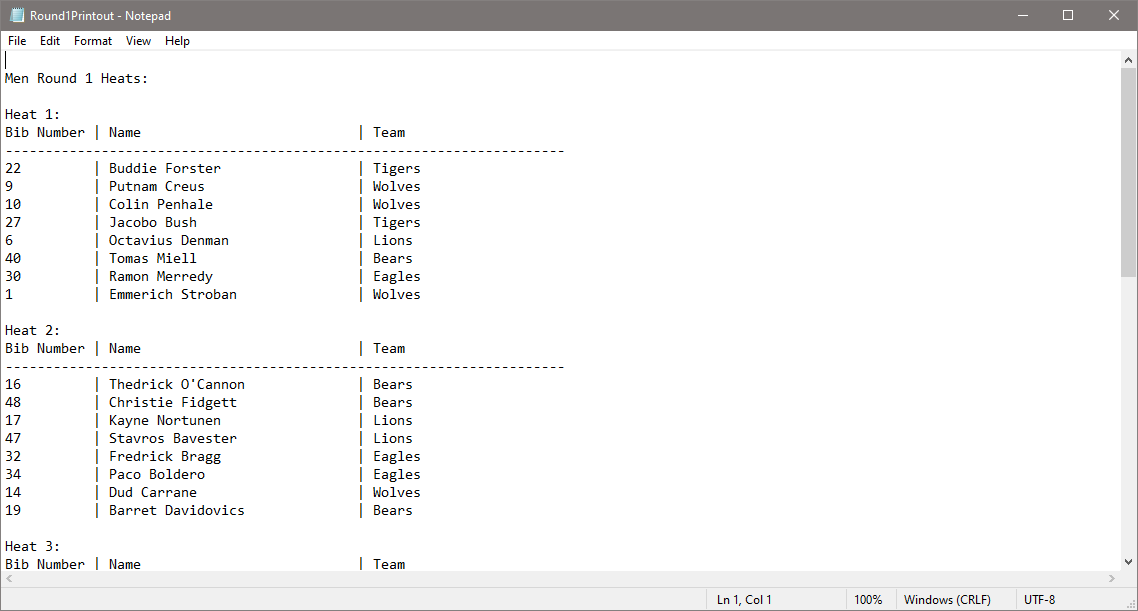 Round1Printout - Notepad
File Edit Format View Help
Men Round 1 Heats:
Heat 1:
Bib Number | Name                           | Team
----------------------------------------------------------------------
22         | Buddie Forster                 | Tigers
9          | Putnam Creus                   | Wolves
10         | Colin Penhale                  | Wolves
27         | Jacobo Bush                    | Tigers
6          | Octavius Denman                | Lions
40         | Tomas Miell                    | Bears
30         | Ramon Merredy                  | Eagles
1          | Emmerich Stroban               | Wolves
Heat 2:
Bib Number | Name                           | Team
----------------------------------------------------------------------
16         | Thedrick O'Cannon              | Bears
48         | Christie Fidgett               | Bears
17         | Kayne Nortunen                 | Lions
47         | Stavros Bavester               | Lions
32         | Fredrick Bragg                 | Eagles
34         | Paco Boldero                   | Eagles
14         | Dud Carrane                    | Wolves
19         | Barret Davidovics              | Bears
Heat 3:
Bib Number | Name                           | Team
Ln 1, Col 1 100% Windows (CRLF) UTF-8